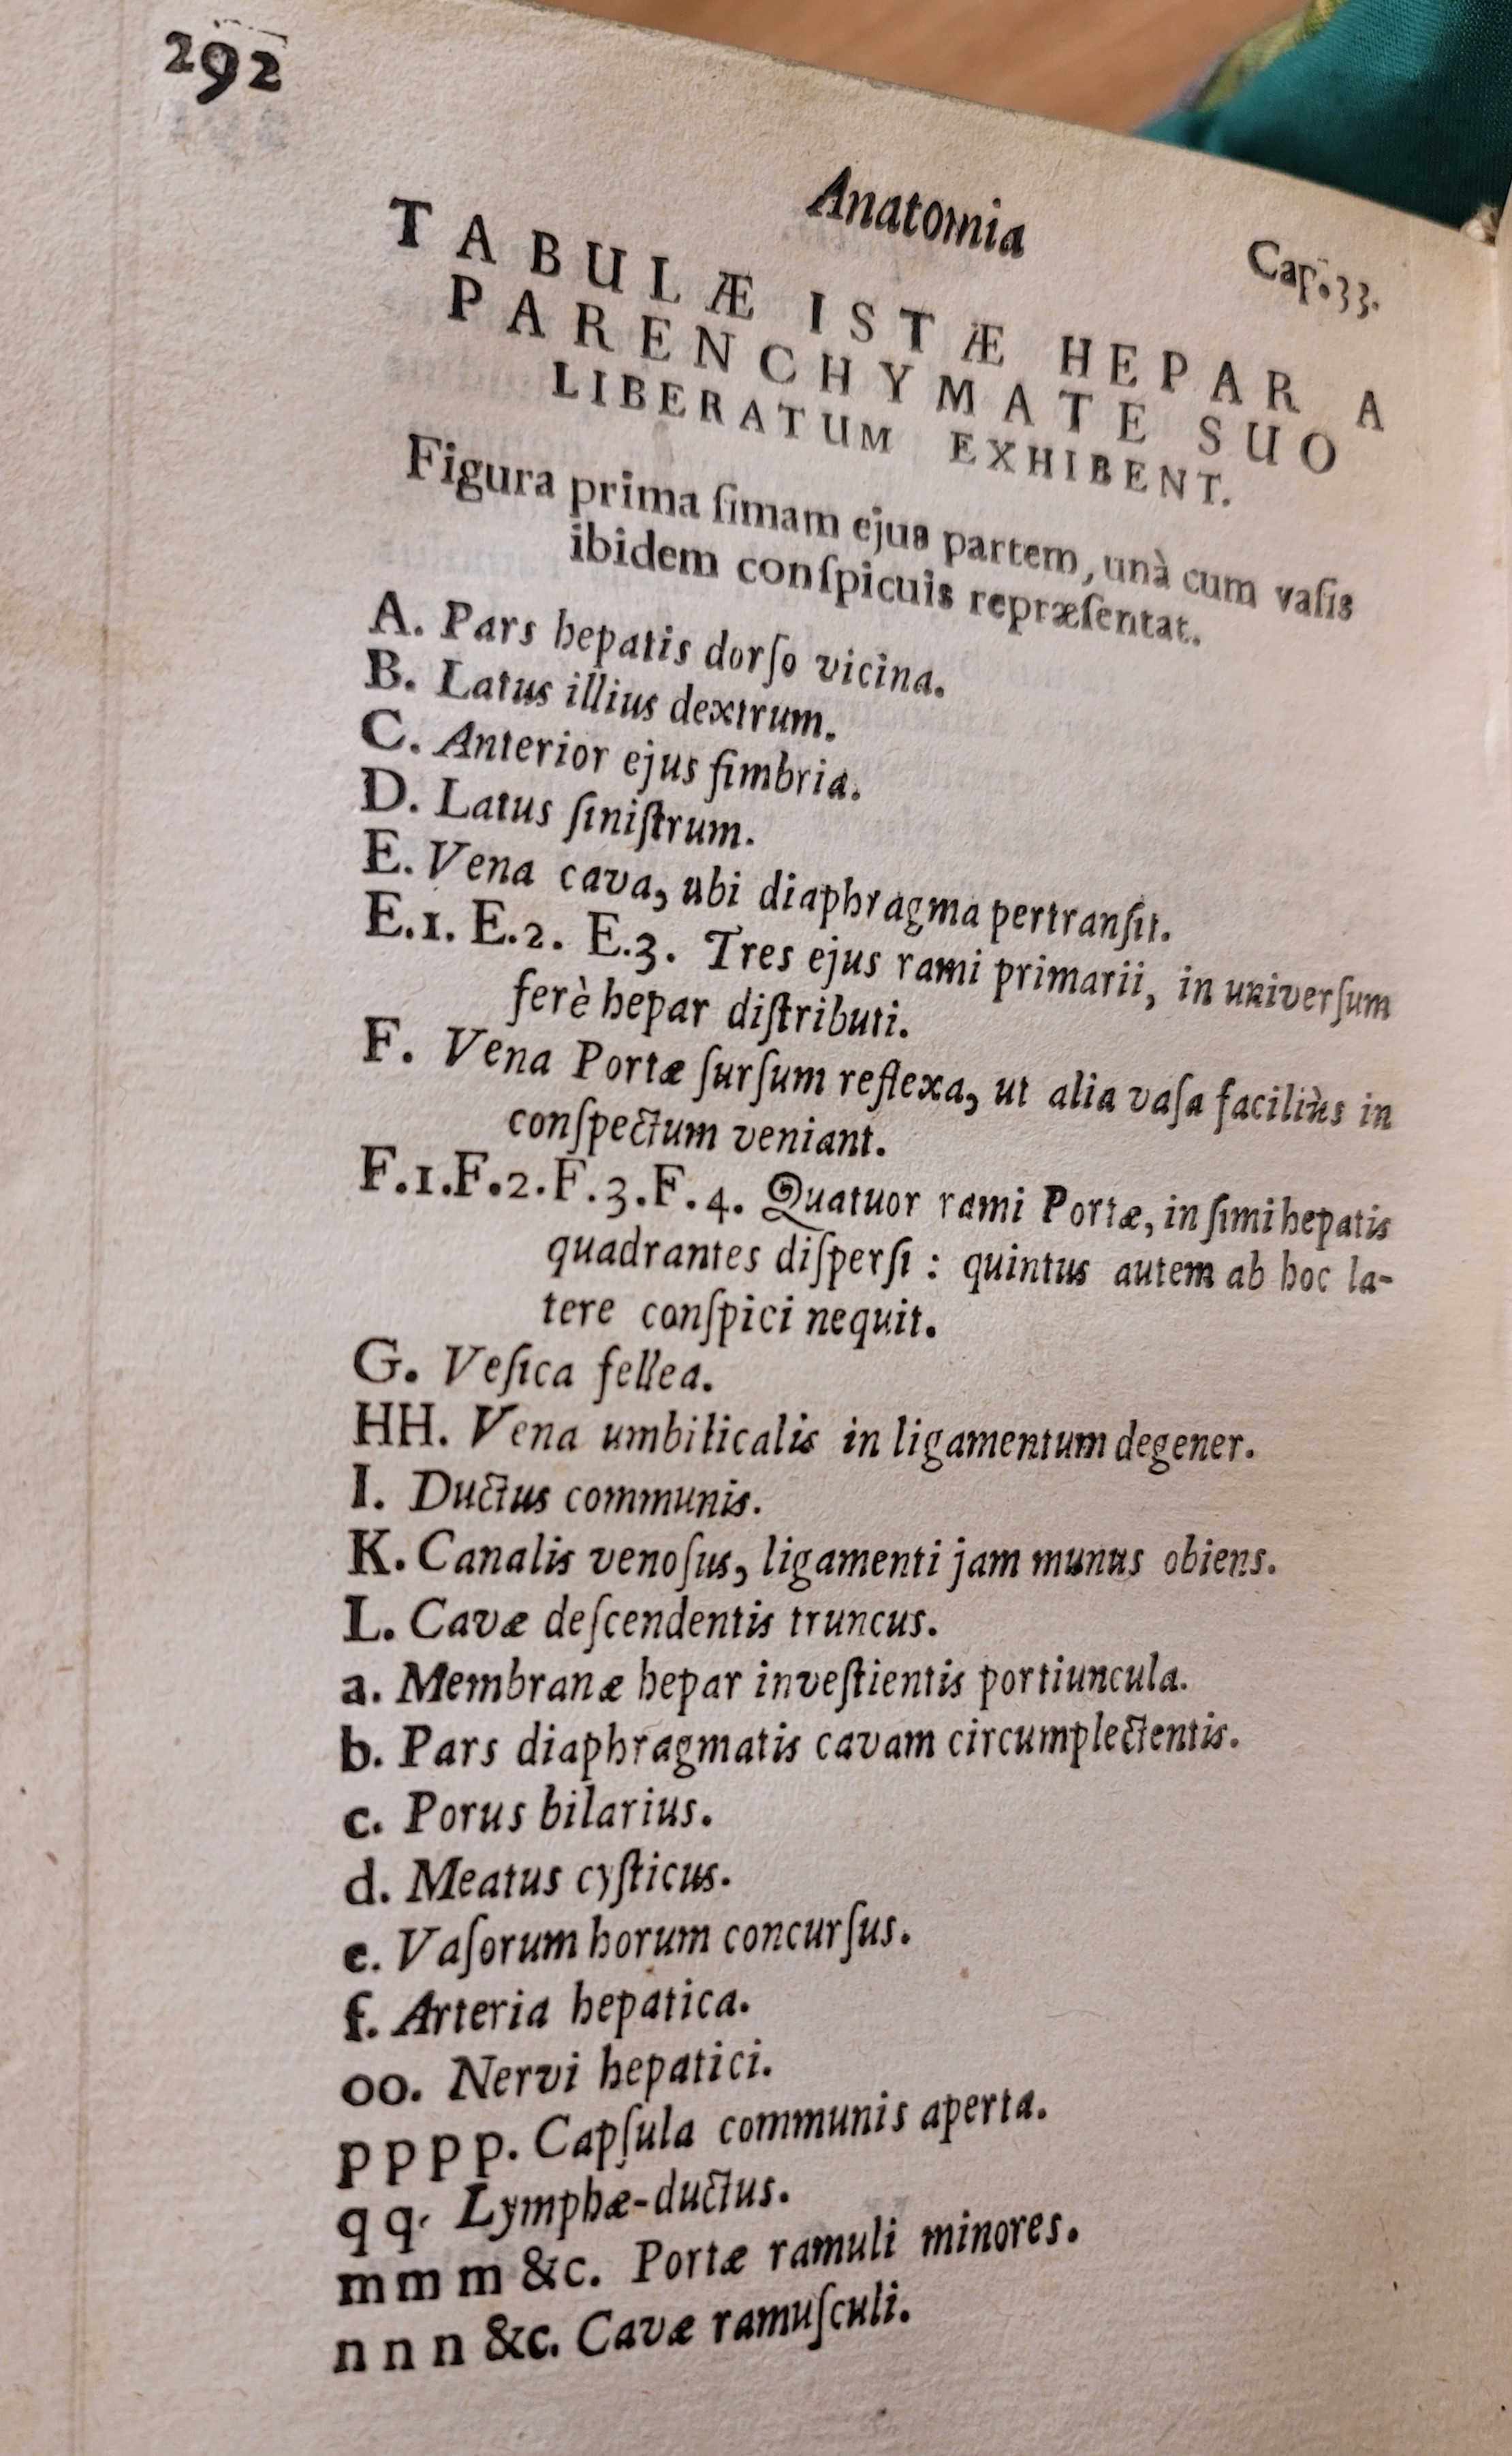 292
Anatomia
Cap.33.
TABULÆ ISTÆ HEPAR A
PARENCHYMATE SUO
LIBERATUM EXHIBENT.
Figura prima ſimam ejus partem, unà cum vaſis
ibidem conſpicuis repræſentat.
A. Pars hepatis dorſo vicina.
B. Latus illius dextrum.
C. Anterior ejus fimbria.
D. Latus ſiniſtrum.
E. Vena cava, ubi diaphragma pertranſit.
E.1. E.2. E.3. Tres ejus rami primarii, in univerſum
ferè hepar diſtributi.
F. Vena Portæ ſurſum reflexa, ut alia vaſa faciliùs in
conſpectum veniant.
F.1.F.2.F.3.F.4. Quatuor rami Portæ, in ſimi hepatis
quadrantes diſperſi : quintus autem ab hoc la-
tere conſpici nequit.
G. Veſica fellea.
HH. Vena umbilicalis in ligamentum degener.
I. Ductus communis.
K. Canalis venoſus, ligamenti jam munus obiens.
L. Cavæ deſcendentis truncus.
a. Membranæ hepar inveſtientis portiuncula.
b. Pars diaphragmatis cavam circumplectentis.
c. Porus bilarius.
d. Meatus cyſticus.
e. Vaſorum horum concurſus.
f. Arteria hepatica.
oo. Nervi hepatici.
p p p p. Capſula communis aperta.
q q. Lymphæ-ductus.
m m m &c. Portæ ramuli minores.
n n n &c. Cavæ ramuſculi.